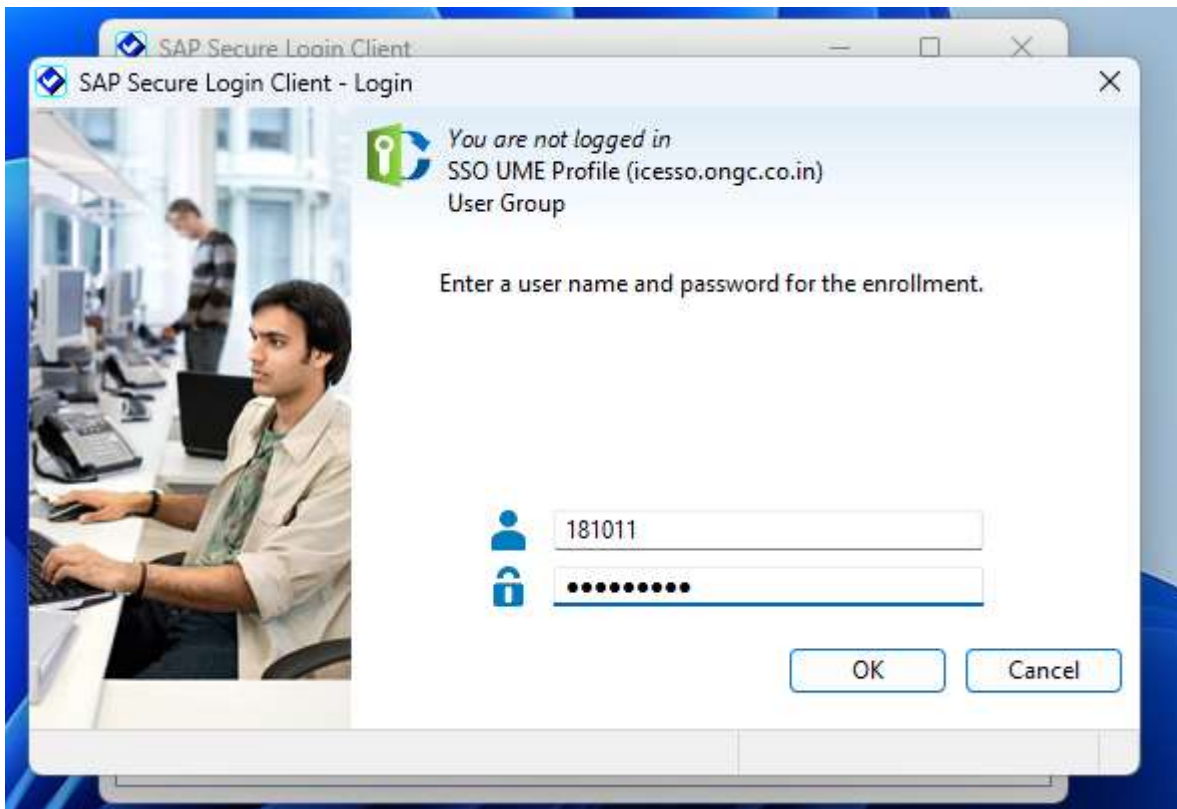 SAP Secure Login Client
SAP Secure Login Client - Login
You are not logged in
SSO UME Profile (icesso.ongc.co.in)
User Group
Enter a user name and password for the enrollment.
181011
●●●●●●●●●
OK
Cancel